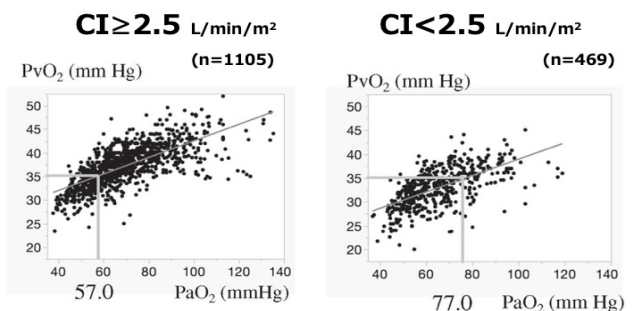 CI≥2.5 L/min/m²
(n=1105)
PvO₂ (mm Hg)
50
45
40
35
30
25
20
40 60 80 100 120 140
57.0 PaO₂ (mmHg)
CI<2.5 L/min/m²
(n=469)
PvO₂ (mm Hg)
50
45
40
35
30
25
20
40 60 80 100 120 140
77.0 PaO₂ (mm Hg)